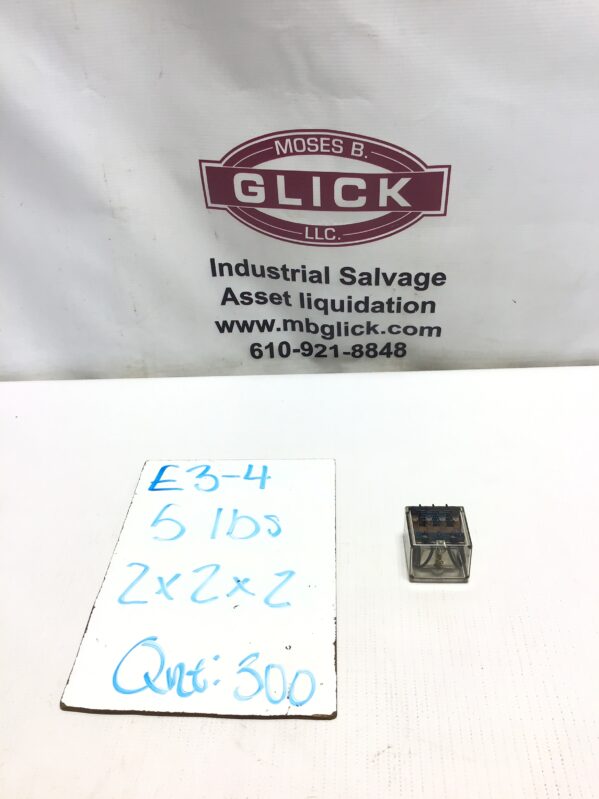 MOSES B.
GLICK
LLC.
Industrial Salvage
Asset liquidation
www.mbglick.com
610-921-8848
E3-4
5 lbs
2x2x2
Qnt: 300